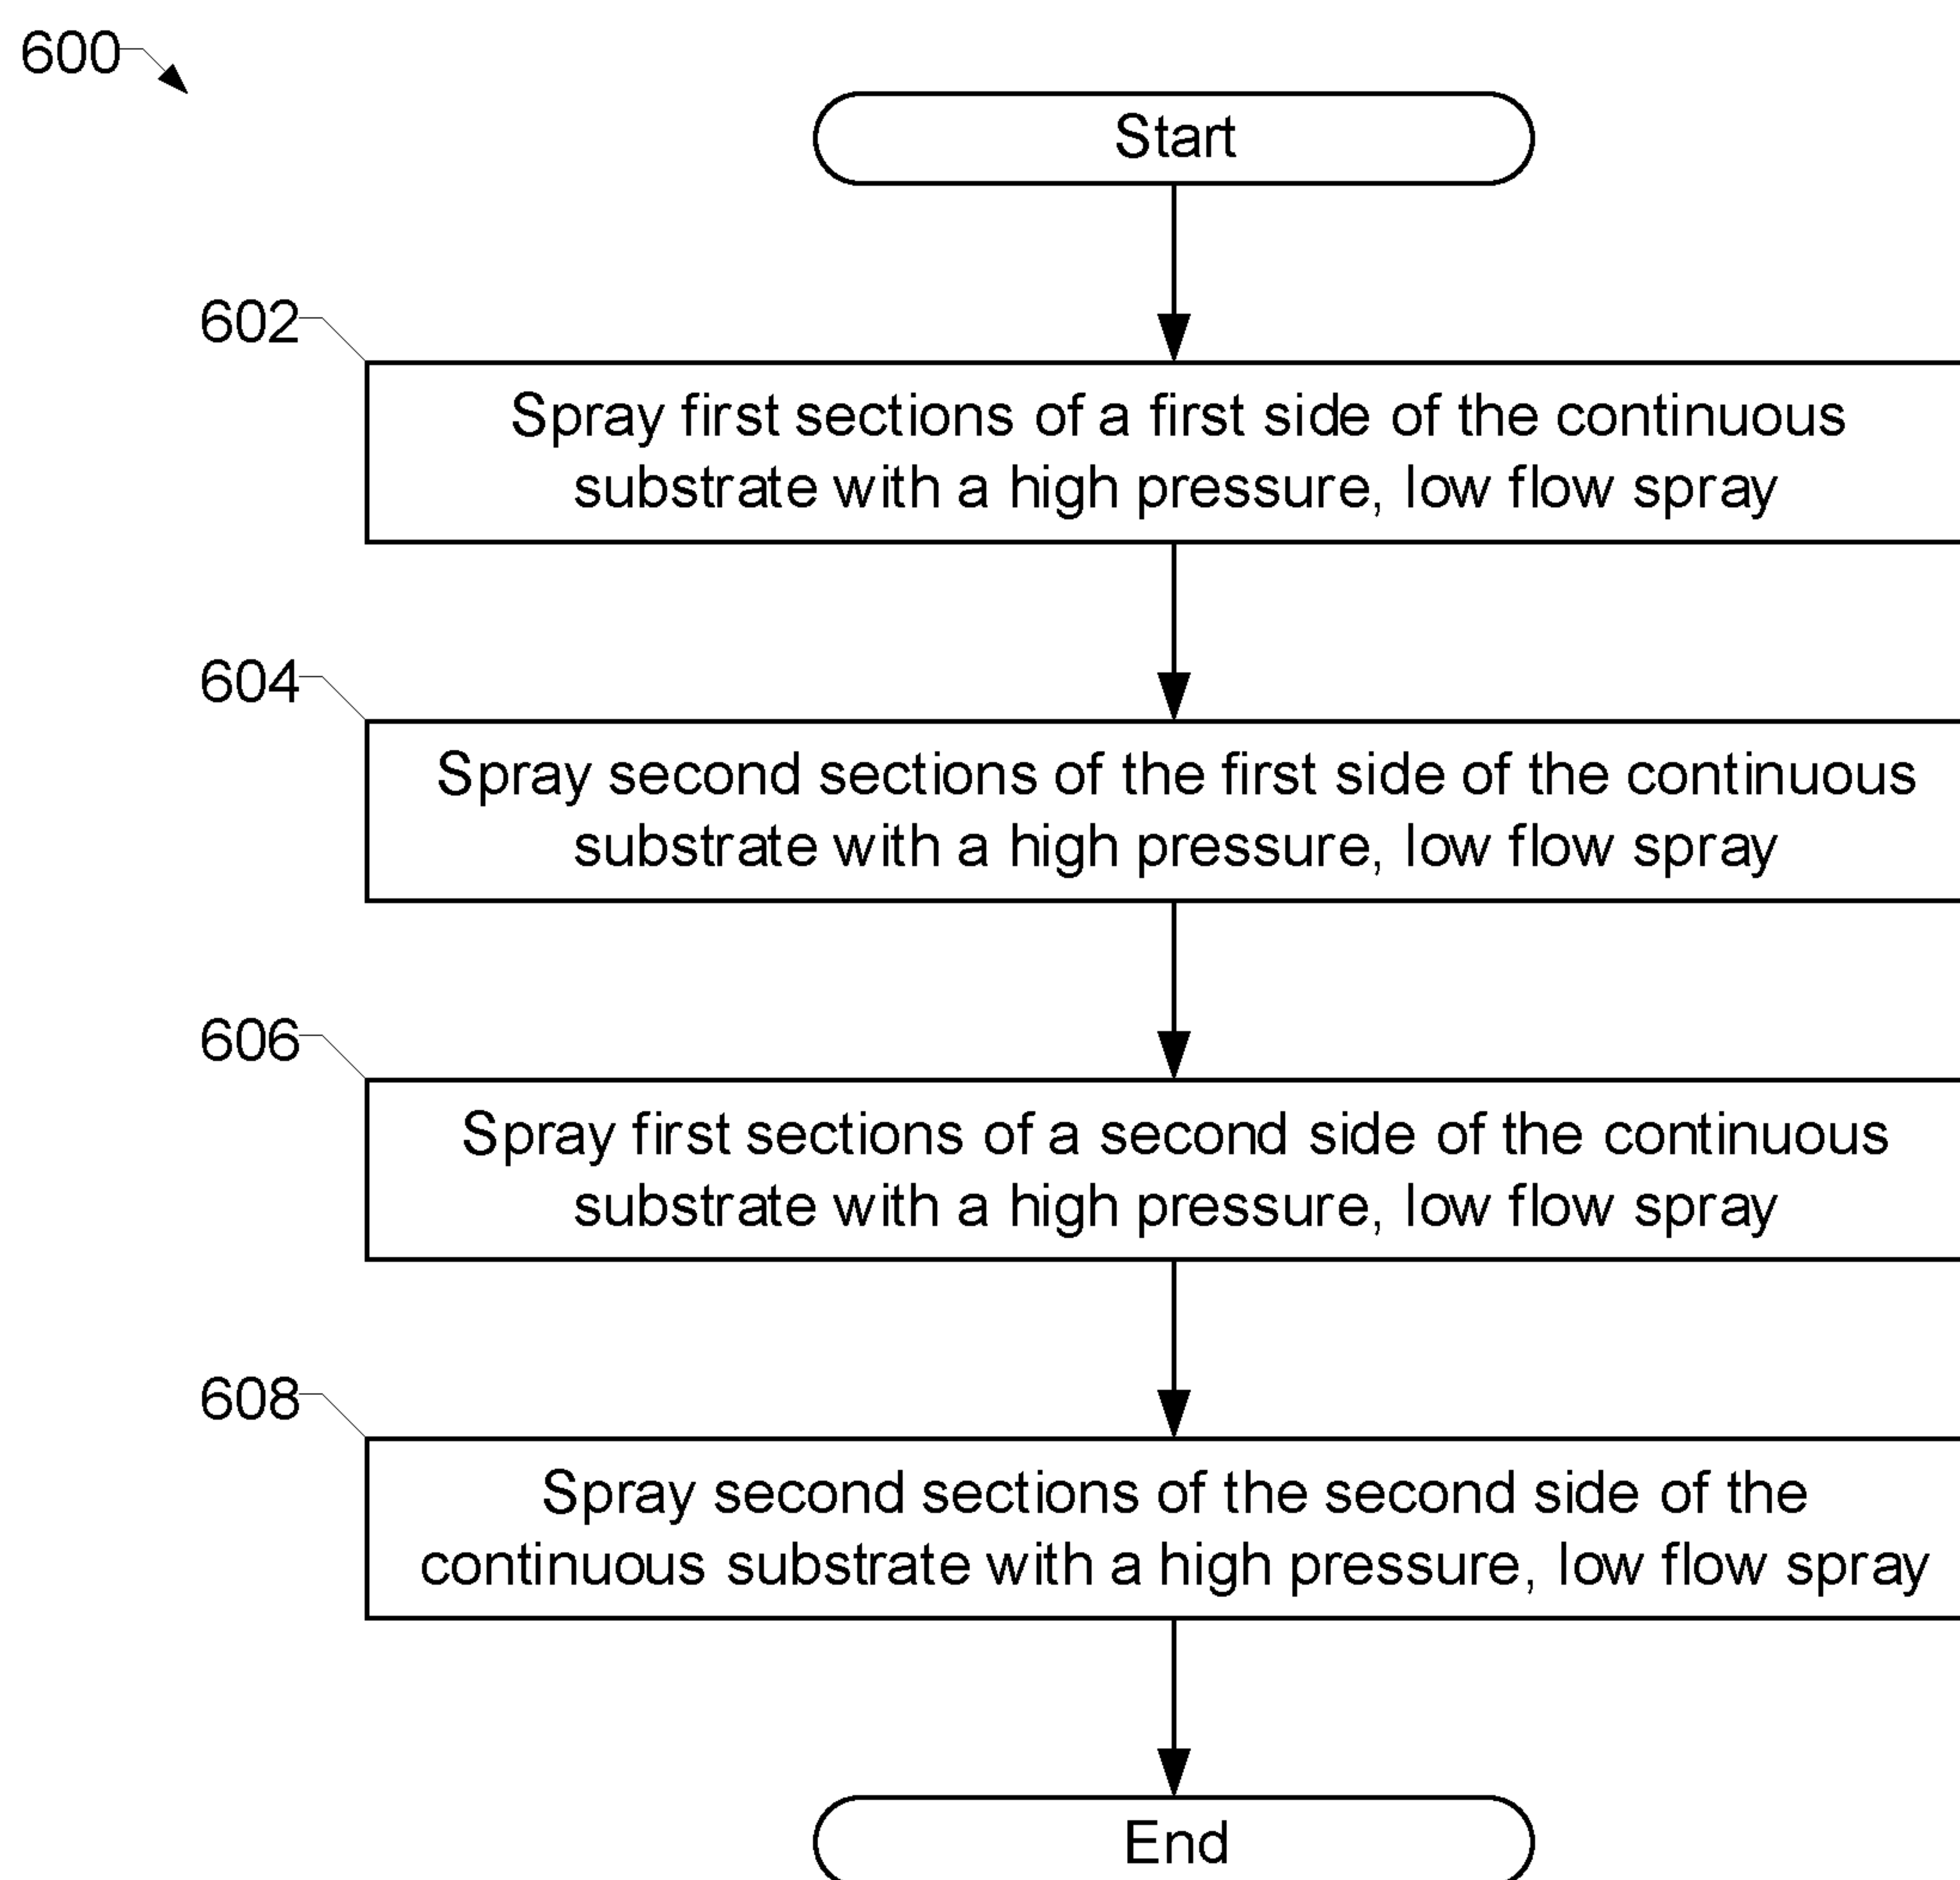 600
Start
602
Spray first sections of a first side of the continuous
substrate with a high pressure, low flow spray
604
Spray second sections of the first side of the continuous
substrate with a high pressure, low flow spray
606
Spray first sections of a second side of the continuous
substrate with a high pressure, low flow spray
608
Spray second sections of the second side of the
continuous substrate with a high pressure, low flow spray
End